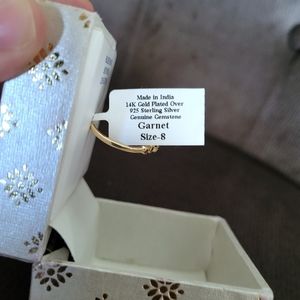 Made in India
14K Gold Plated Over
925 Sterling Silver
Genuine Gemstone
Garnet
Size-8